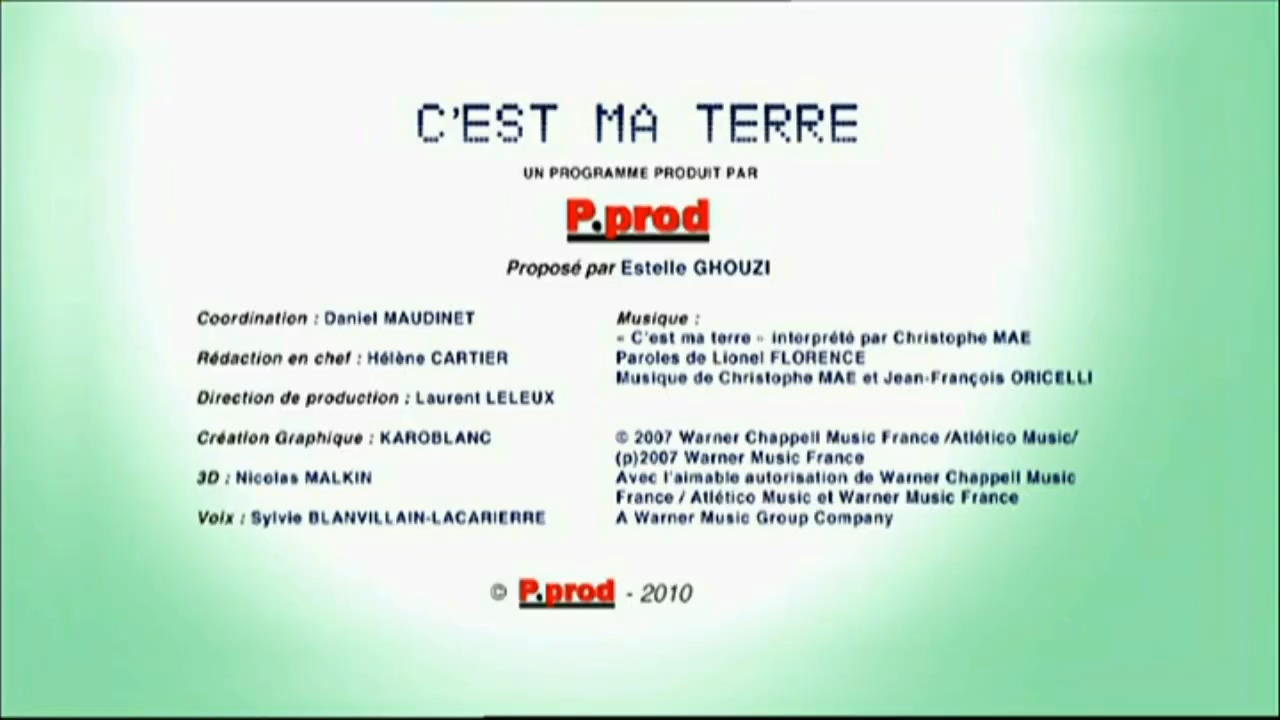 C'EST MA TERRE
UN PROGRAMME PRODUIT PAR
P.prod
Proposé par Estelle GHOUZI
Coordination : Daniel MAUDINET
Rédaction en chef : Hélène CARTIER
Direction de production : Laurent LELEUX
Création Graphique : KAROBLANC
3D : Nicolas MALKIN
Voix : Sylvie BLANVILLAIN-LACARIERRE
Musique :
« C'est ma terre » interprété par Christophe MAE
Paroles de Lionel FLORENCE
Musique de Christophe MAE et Jean-François ORICELLI
© 2007 Warner Chappell Music France /Atlético Music/
(p)2007 Warner Music France
Avec l'aimable autorisation de Warner Chappell Music
France / Atlético Music et Warner Music France
A Warner Music Group Company
© P.prod - 2010